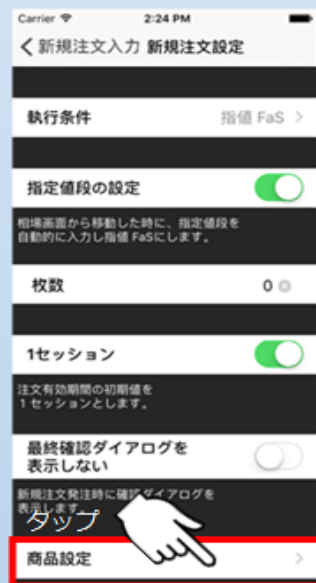 Carrier 2:24 PM
新規注文入力 新規注文設定
執行条件 指値 FaS
指定値段の設定
相場画面から移動した時に、指定値段を
自動的に入力し指値 FaSにします。
枚数 0
1セッション
注文有効期間の初期値を
1 セッションとします。
最終確認ダイアログを
表示しない
新規注文発注時に確認ダイアログを
表示します。
タップ
商品設定